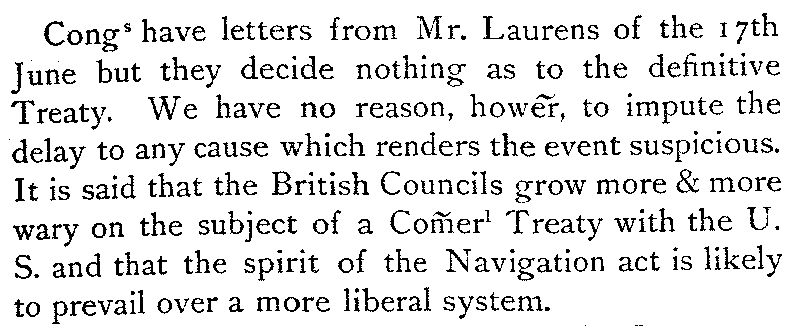 Congˢ have letters from Mr. Laurens of the 17th
June but they decide nothing as to the definitive
Treaty. We have no reason, hower̃, to impute the
delay to any cause which renders the event suspicious.
It is said that the British Councils grow more & more
wary on the subject of a Com̃erˡ Treaty with the U.
S. and that the spirit of the Navigation act is likely
to prevail over a more liberal system.